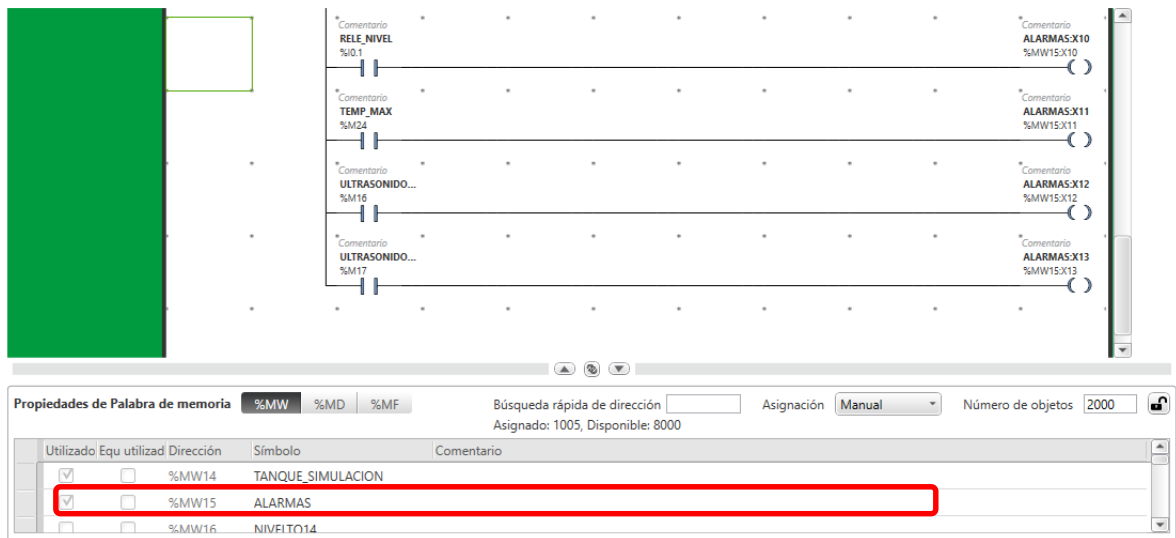 Comentario Comentario
RELE_NIVEL ALARMAS:X10
%I0.1 %MW15:X10
Comentario Comentario
TEMP_MAX ALARMAS:X11
%M24 %MW15:X11
Comentario Comentario
ULTRASONIDO... ALARMAS:X12
%M16 %MW15:X12
Comentario Comentario
ULTRASONIDO... ALARMAS:X13
%M17 %MW15:X13
Propiedades de Palabra de memoria %MW %MD %MF Búsqueda rápida de dirección Asignación Manual Número de objetos 2000
Asignado: 1005, Disponible: 8000
Utilizado Equ utilizad Dirección Símbolo Comentario
%MW14 TANQUE_SIMULACION
%MW15 ALARMAS
%MW16 NIVELTO14